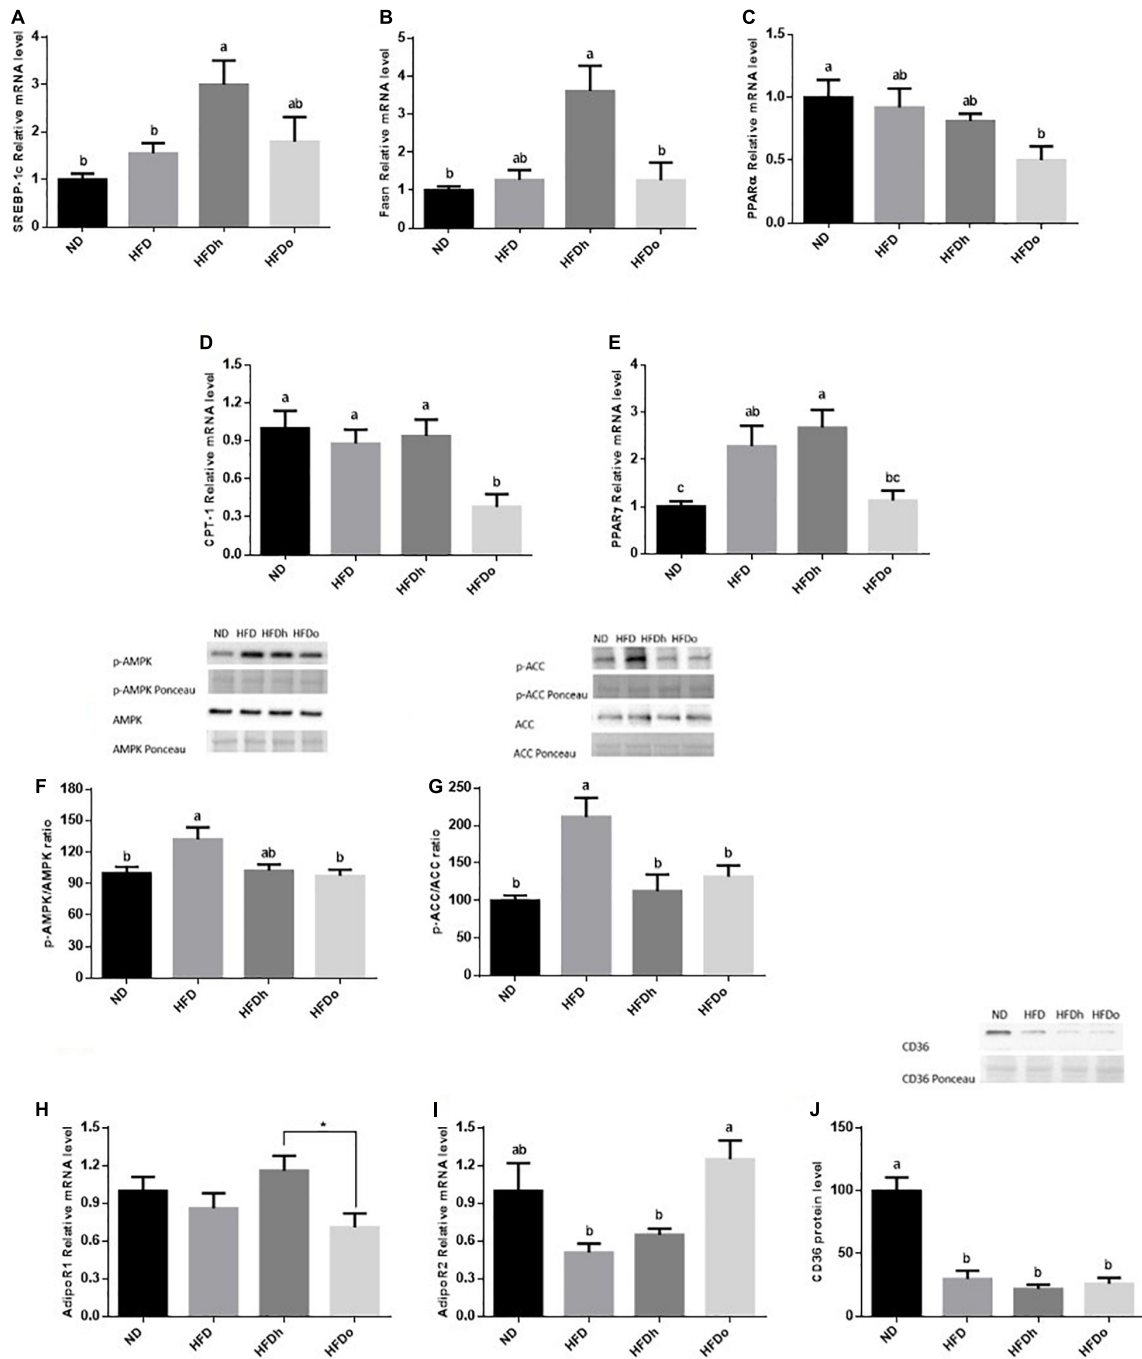 A
SREBP-1c Relative mRNA level
4
3
2
1
0
b
b
a
ab
ND
HFD
HFDh
HFDo
B
Fasn Relative mRNA level
5
4
3
2
1
0
b
ab
a
b
ND
HFD
HFDh
HFDo
C
PPARα Relative mRNA level
1.5
1.0
0.5
0.0
a
ab
ab
b
ND
HFD
HFDh
HFDo
D
CPT-1 Relative mRNA level
1.5
1.2
0.9
0.6
0.3
0.0
a
a
a
b
ND
HFD
HFDh
HFDo
E
PPARγ Relative mRNA level
4
3
2
1
0
c
ab
a
bc
ND
HFD
HFDh
HFDo
ND HFD HFDh HFDo
p-AMPK
p-AMPK Ponceau
AMPK
AMPK Ponceau
F
p-AMPK/AMPK ratio
180
150
120
90
60
30
0
b
a
ab
b
ND
HFD
HFDh
HFDo
ND HFD HFDh HFDo
p-ACC
p-ACC Ponceau
ACC
ACC Ponceau
G
p-ACC/ACC ratio
250
200
150
100
50
0
b
a
b
b
ND
HFD
HFDh
HFDo
ND HFD HFDh HFDo
CD36
CD36 Ponceau
H
AdipoR1 Relative mRNA level
1.5
1.2
0.9
0.6
0.3
0.0
*
ND
HFD
HFDh
HFDo
I
AdipoR2 Relative mRNA level
1.5
1.2
0.9
0.6
0.3
0.0
ab
b
b
a
ND
HFD
HFDh
HFDo
J
CD36 protein level
150
100
50
0
a
b
b
b
ND
HFD
HFDh
HFDo